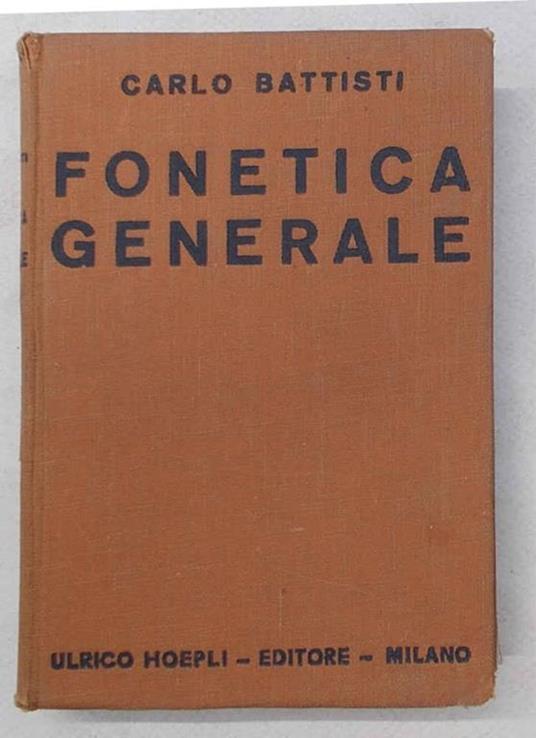 CARLO BATTISTI
FONETICA
GENERALE
ULRICO HOEPLI - EDITORE - MILANO